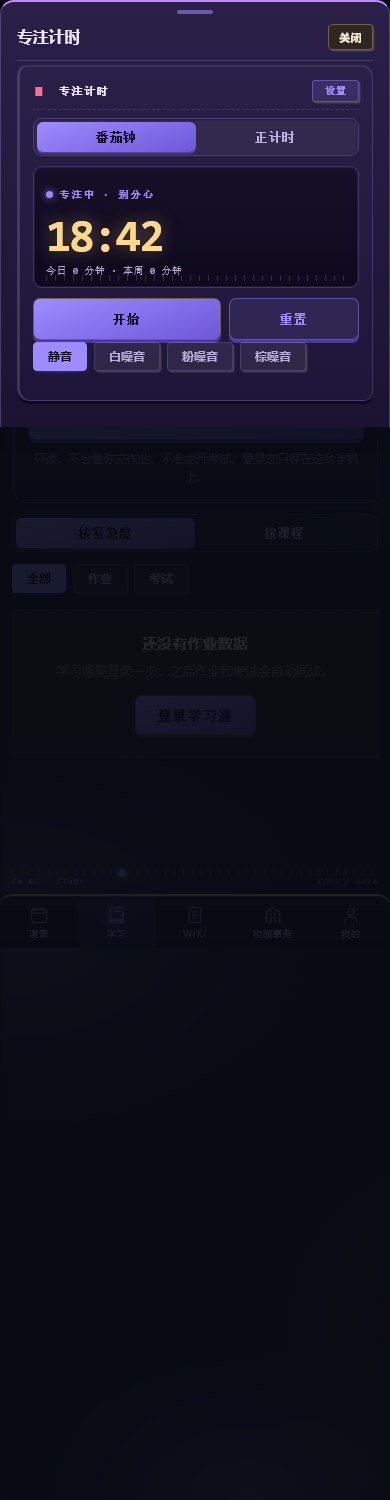 专注计时
关闭
专注计时
设置
番茄钟
正计时
专注中 · 别分心
18:42
今日 0 分钟 · 本周 0 分钟
开始
重置
静音
白噪音
粉噪音
棕噪音
只读，不会替你交作业，不会点开考试。登录态只存在这台手机
上。
按紧急度
按课程
全部
作业
考试
还没有作业数据
学习通里登录一次，之后作业和考试会自动同步。
登录学习通
课表
学习
WIKI
校园事务
我的